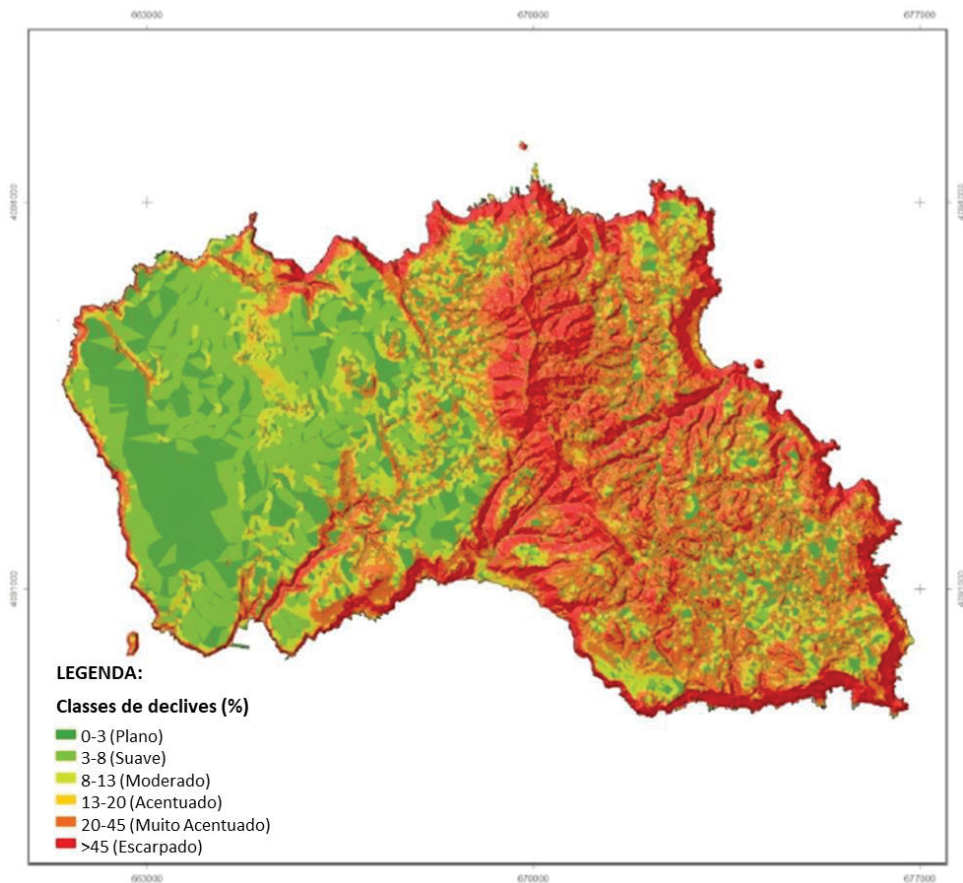 663000 670000 677000
LEGENDA:
Classes de declives (%)
0-3 (Plano)
3-8 (Suave)
8-13 (Moderado)
13-20 (Acentuado)
20-45 (Muito Acentuado)
>45 (Escarpado)
663000 670000 677000